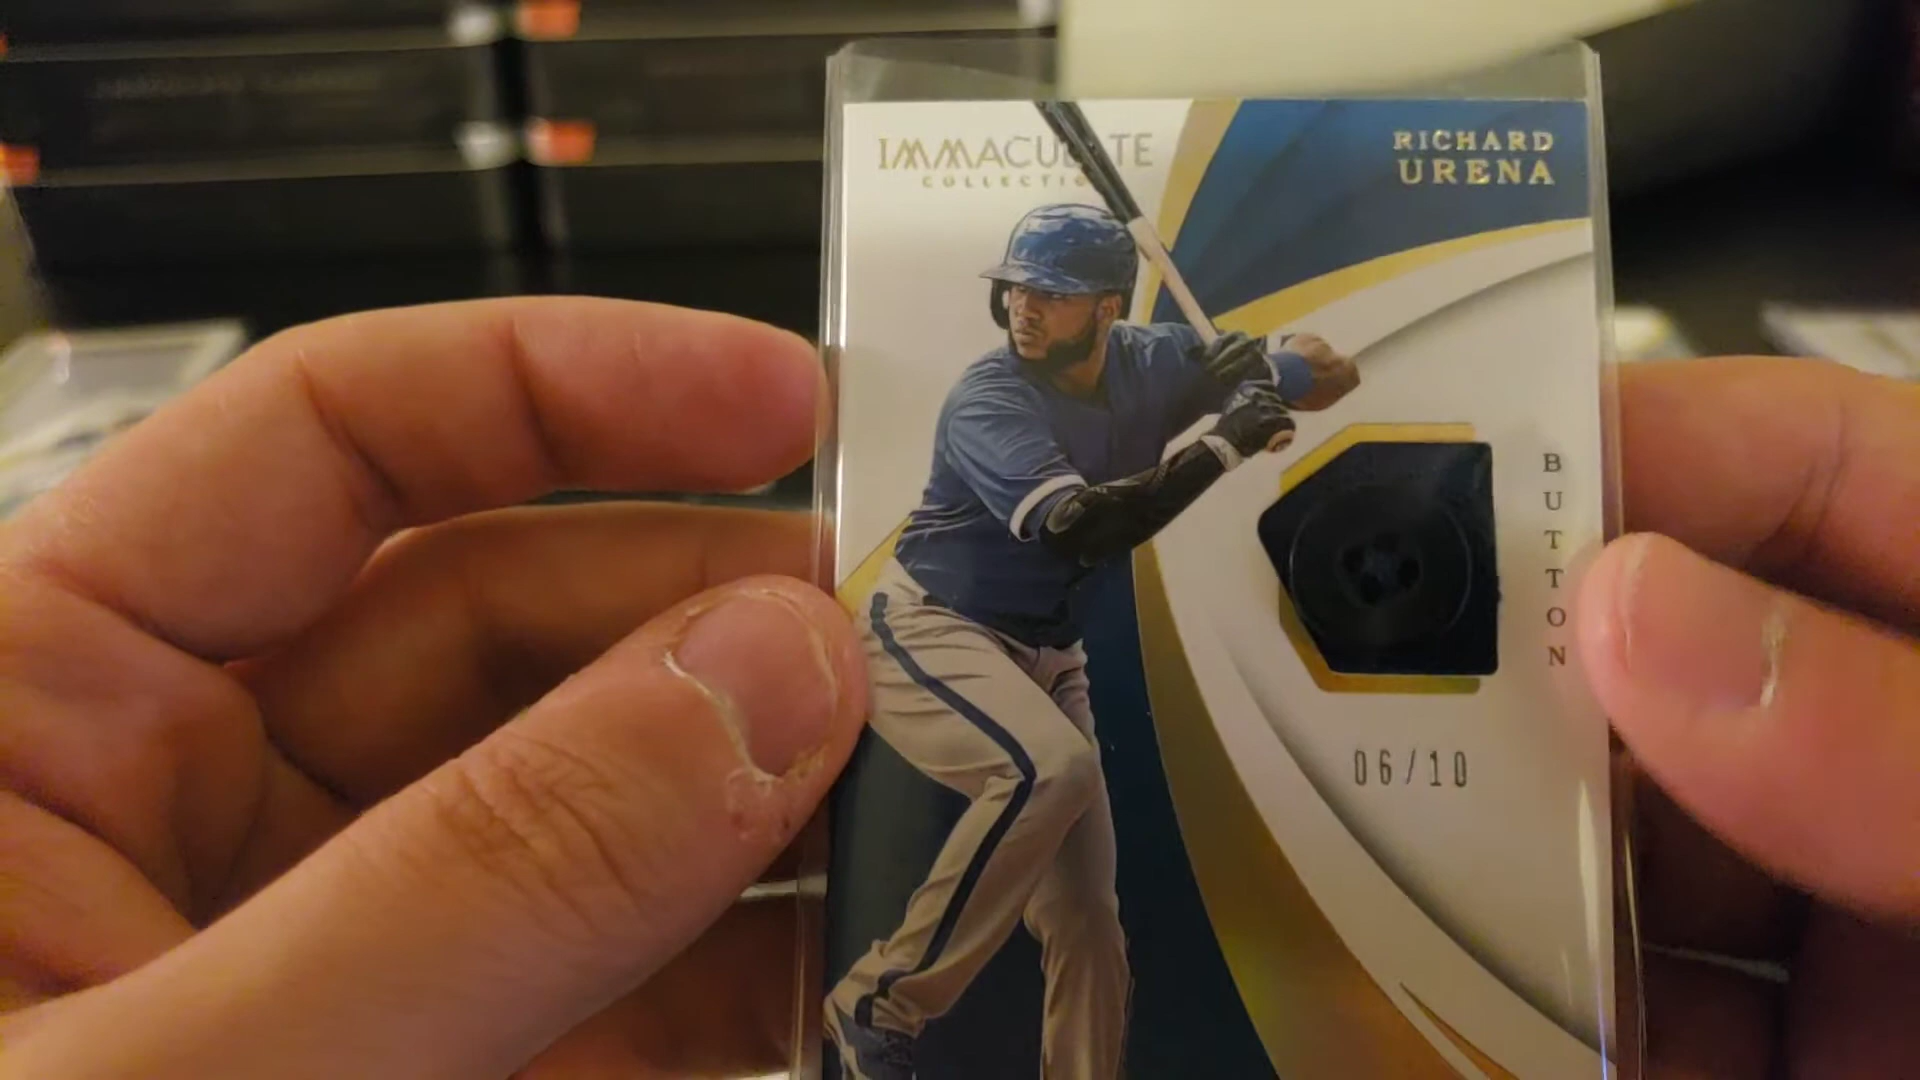 IMMACULATE
COLLECTION
RICHARD
URENA
BUTTON
06/10